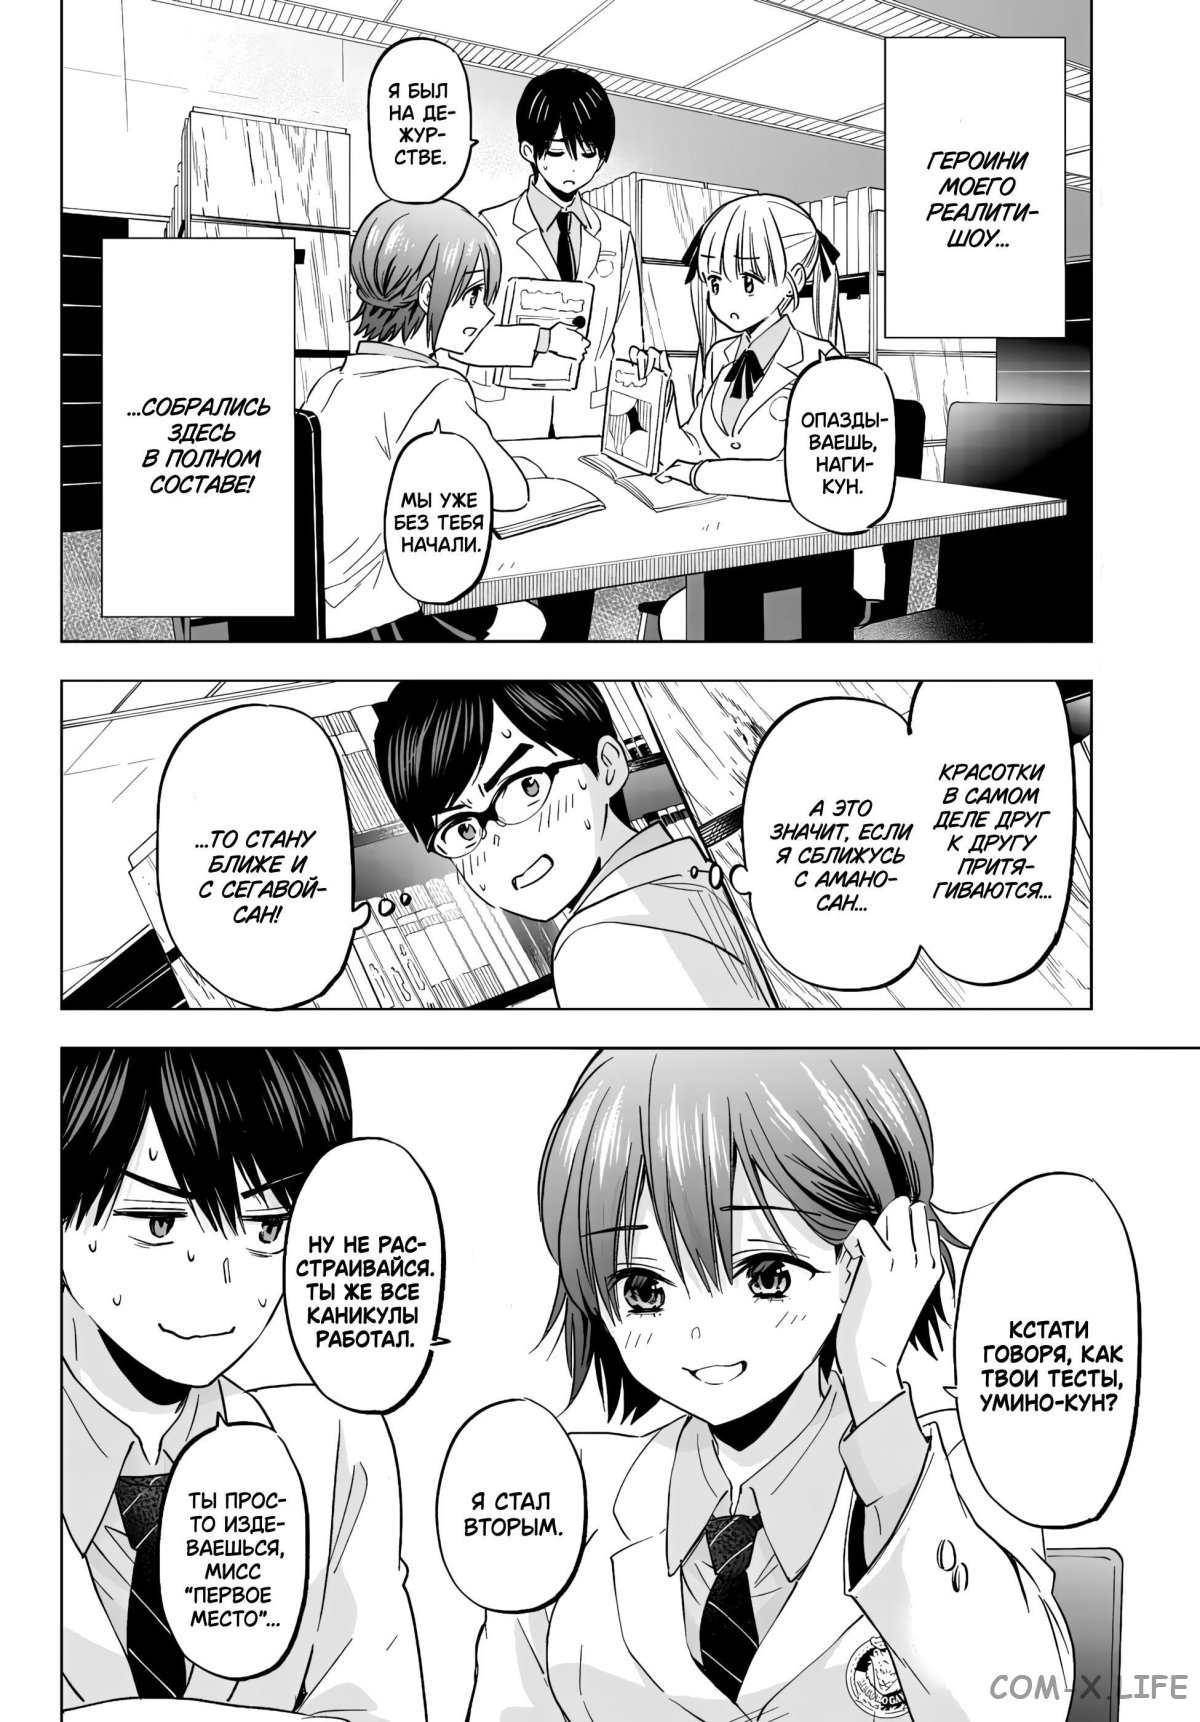 ГЕРОИНИ
МОЕГО
РЕАЛИТИ-
ШОУ...
Я БЫЛ
НА ДЕ-
ЖУР-
СТВЕ.
ОПАЗДЫ-
ВАЕШЬ,
НАГИ-
КУН.
МЫ УЖЕ
БЕЗ ТЕБЯ
НАЧАЛИ.
...СОБРАЛИСЬ
ЗДЕСЬ
В ПОЛНОМ
СОСТАВЕ!
КРАСОТКИ
В САМОМ
ДЕЛЕ ДРУГ
К ДРУГУ
ПРИТЯ-
ГИВАЮТСЯ...
А ЭТО
ЗНАЧИТ, ЕСЛИ
Я СБЛИЖУСЬ
С АМАНО-
САН...
...ТО СТАНУ
БЛИЖЕ И
С СЕГАВОЙ-
САН!
КСТАТИ
ГОВОРЯ, КАК
ТВОИ ТЕСТЫ,
УМИНО-КУН?
Я СТАЛ
ВТОРЫМ.
НУ НЕ РАС-
СТРАИВАЙСЯ.
ТЫ ЖЕ ВСЕ
КАНИКУЛЫ
РАБОТАЛ.
ТЫ ПРОС-
ТО ИЗДЕ-
ВАЕШЬСЯ,
МИСС
"ПЕРВОЕ
МЕСТО"...
COM-X.LIFE